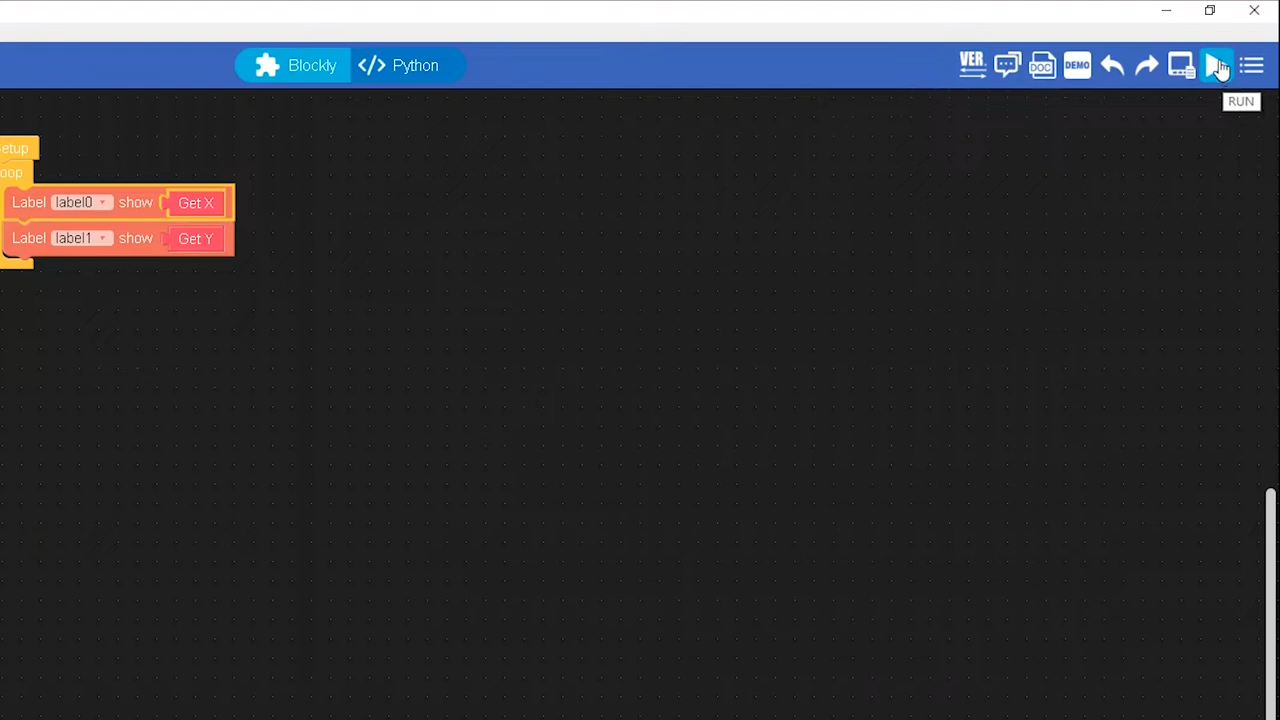 Blockly </> Python VER. DOC DEMO
RUN
etup
oop
Label label0 show Get X
Label label1 show Get Y